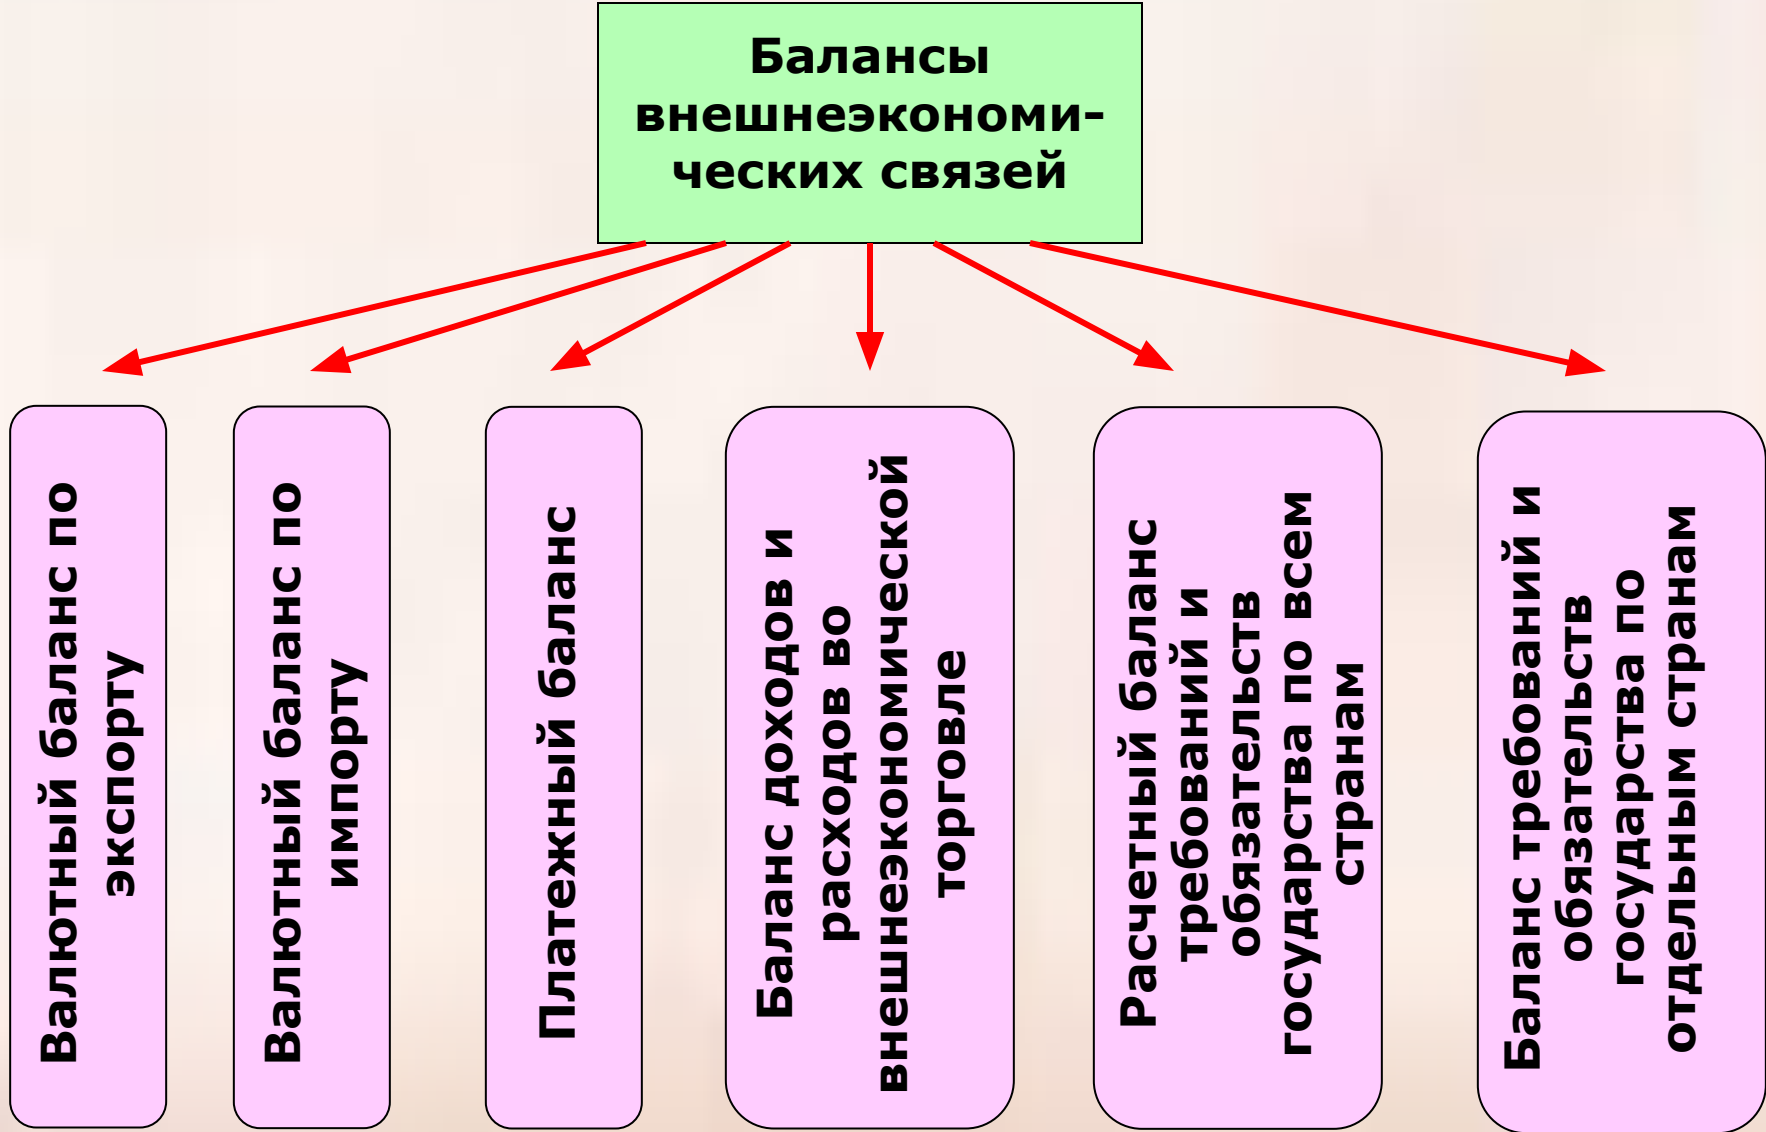 Балансы
внешнеэкономи-
ческих связей
Валютный баланс по
экспорту
Валютный баланс по
импорту
Платежный баланс
Баланс доходов и
расходов во
внешнеэкономической
торговле
Расчетный баланс
требований и
обязательств
государства по всем
странам
Баланс требований и
обязательств
государства по
отдельным странам